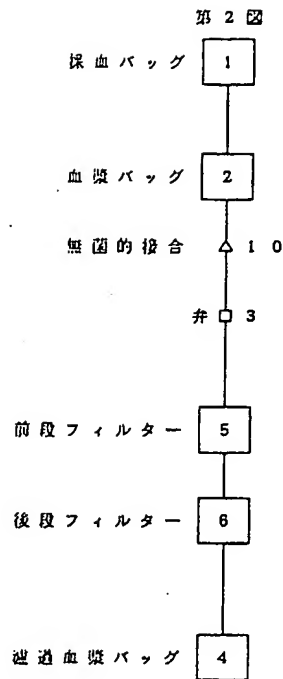 第2図
採血バッグ 1
血漿バッグ 2
無菌的接合 10
弁 3
前段フィルター 5
後段フィルター 6
濾過血漿バッグ 4